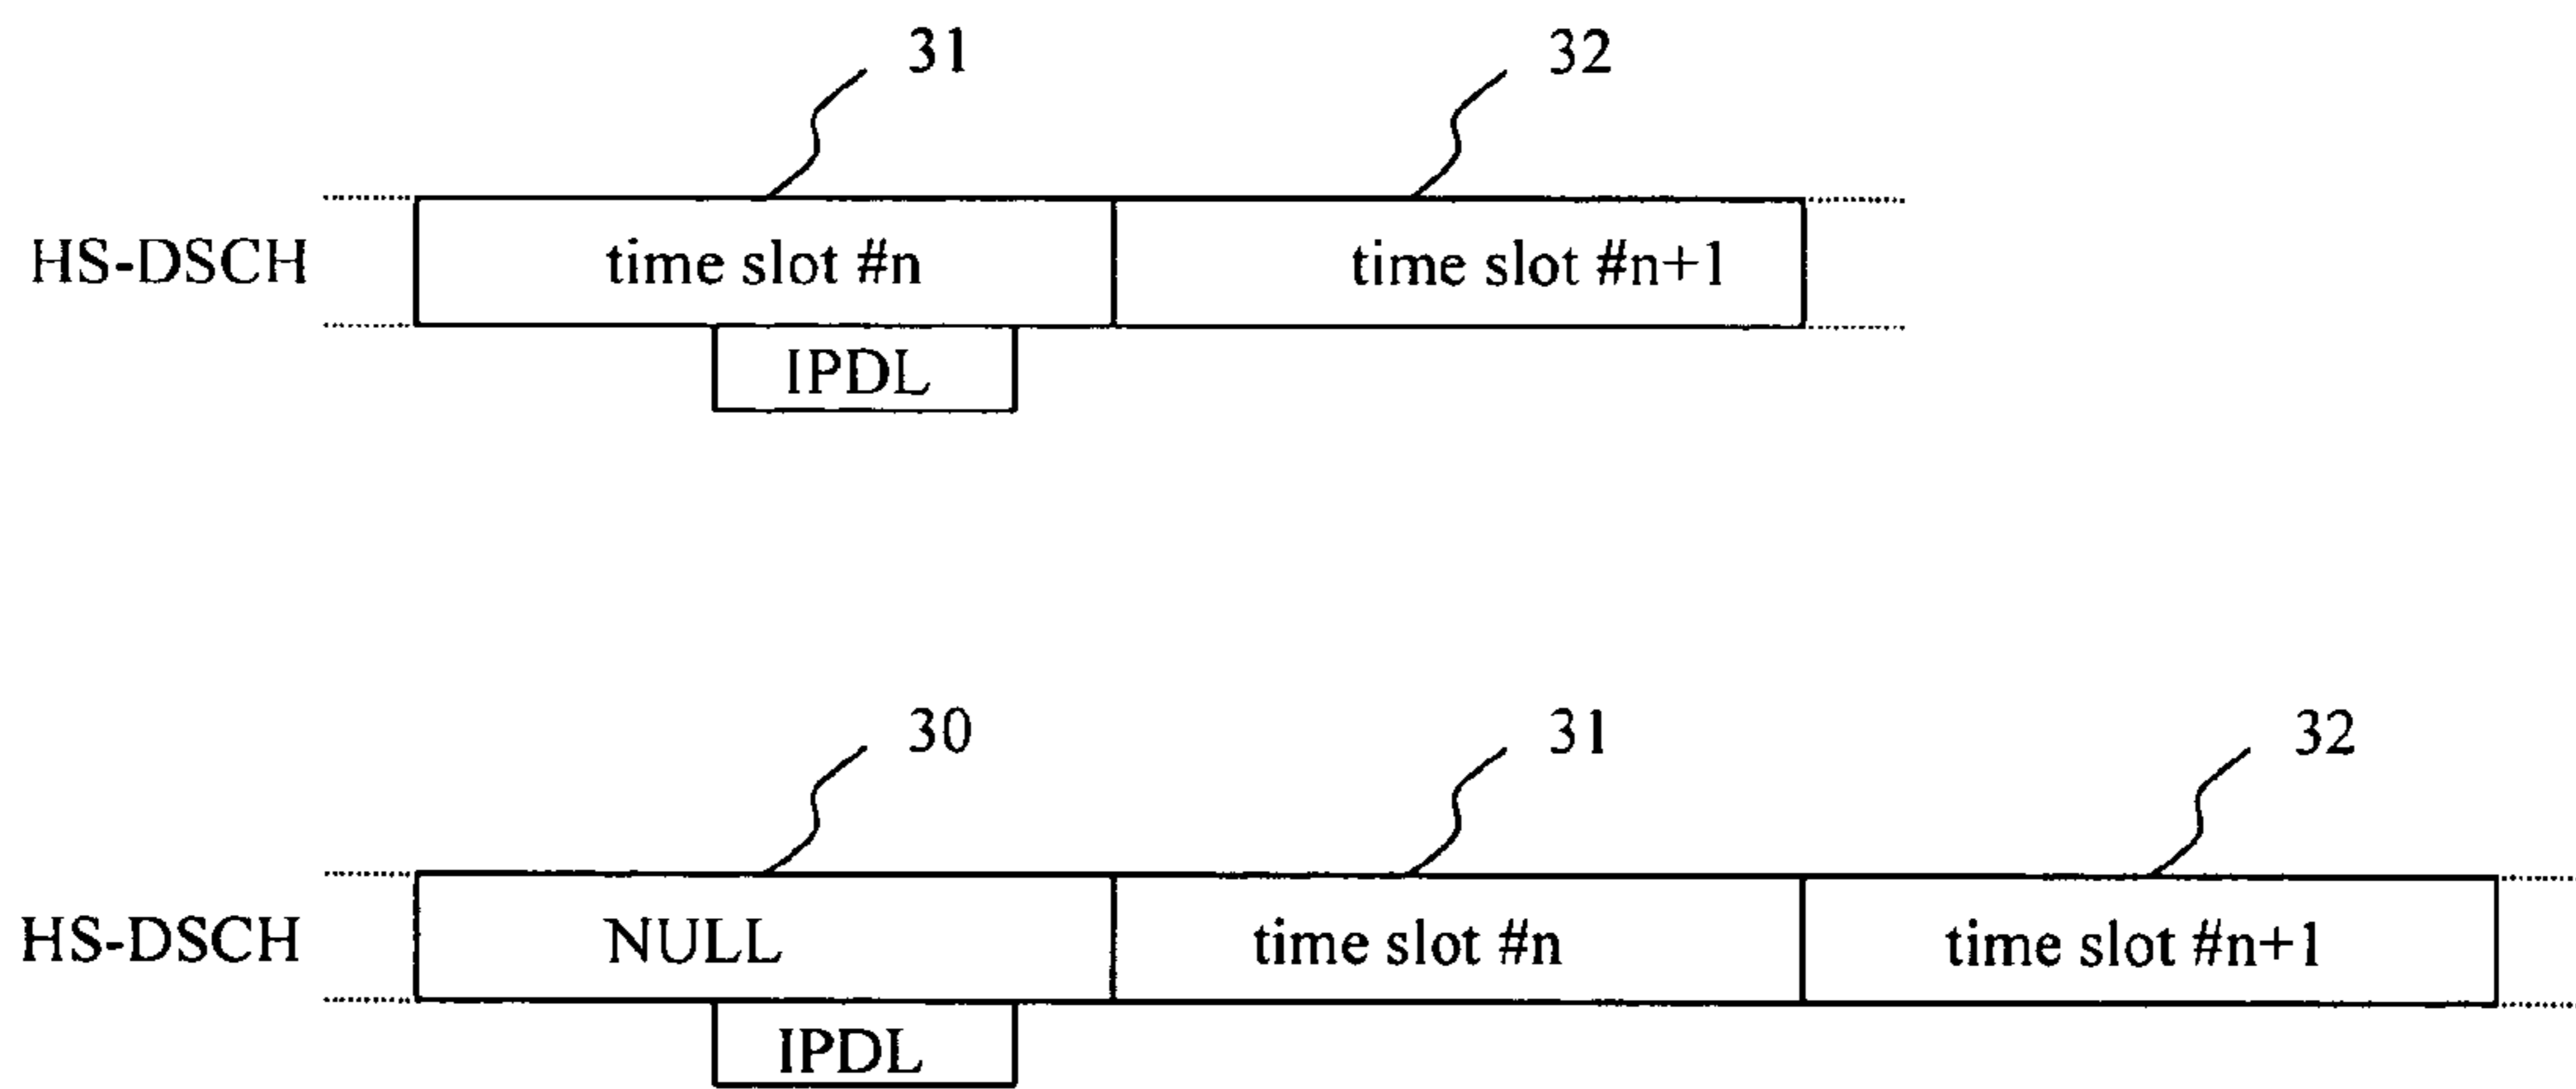 31 32
HS-DSCH time slot #n time slot #n+1
IPDL
30 31 32
HS-DSCH NULL time slot #n time slot #n+1
IPDL